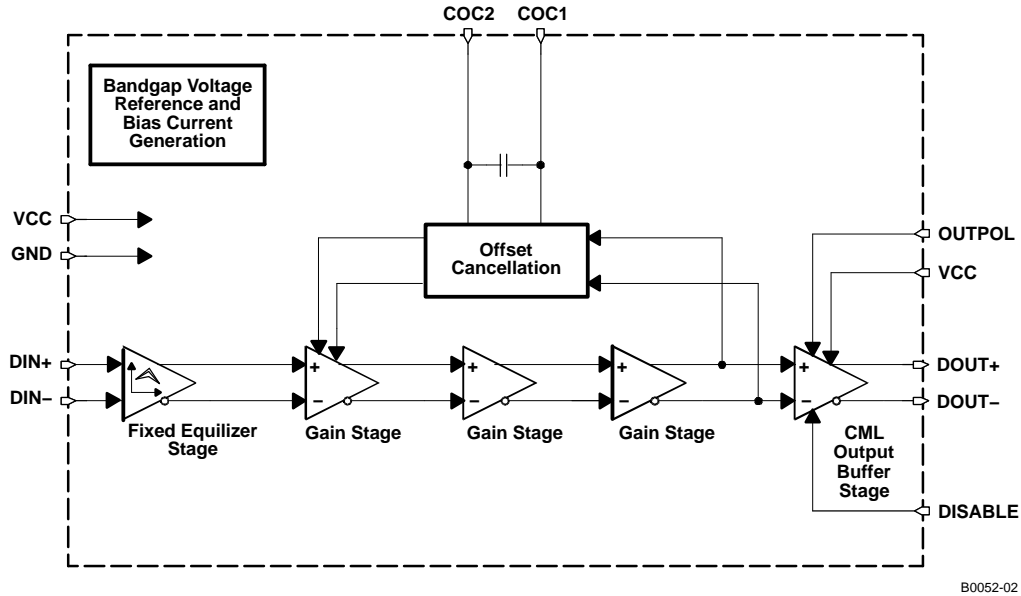 COC2 COC1
Bandgap Voltage
Reference and
Bias Current
Generation
VCC
GND
Offset
Cancellation
OUTPOL
VCC
DIN+
DIN−
+
−
+
−
+
−
+
−
DOUT+
DOUT−
Fixed Equilizer
Stage
Gain Stage
Gain Stage
Gain Stage
CML
Output
Buffer
Stage
DISABLE
B0052-02